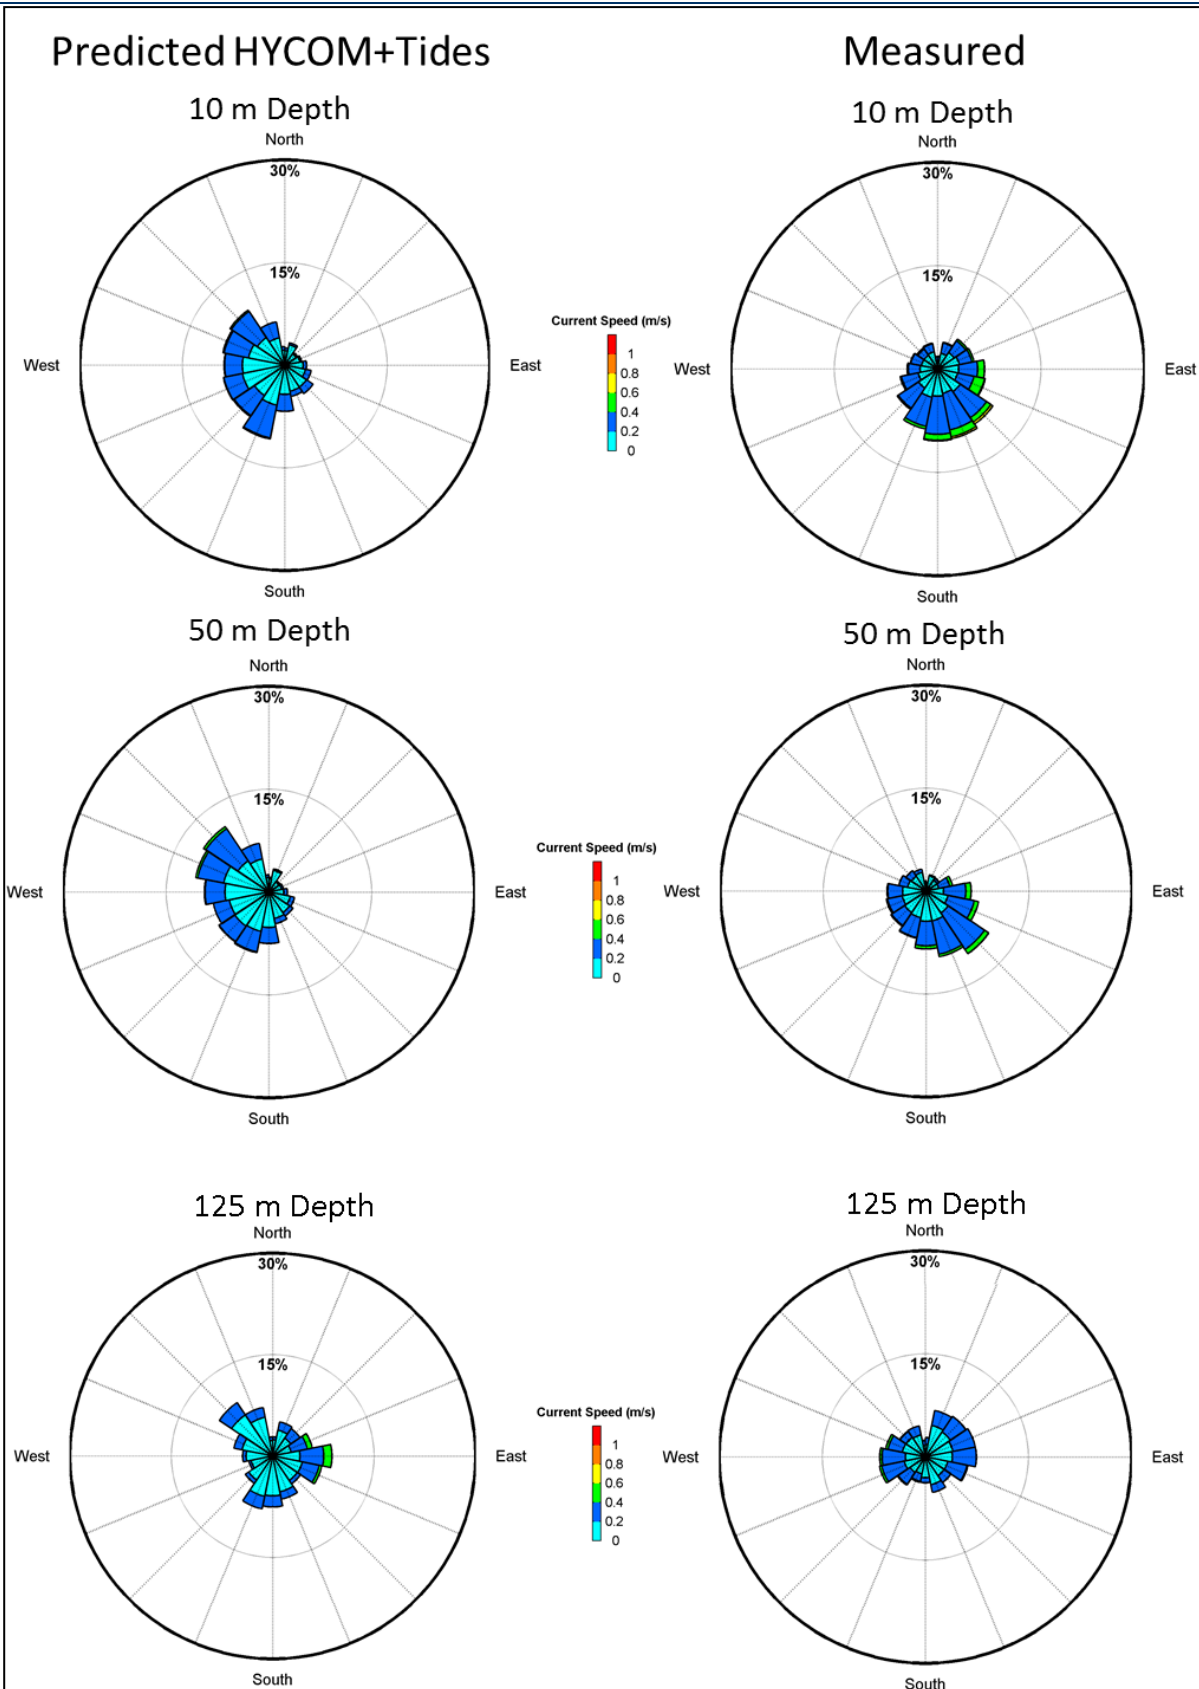 Predicted HYCOM+Tides
Measured
10 m Depth
North
30%
15%
West
East
South
Current Speed (m/s)
1
0.8
0.6
0.4
0.2
0
10 m Depth
North
30%
15%
West
East
South
50 m Depth
North
30%
15%
West
East
South
Current Speed (m/s)
1
0.8
0.6
0.4
0.2
0
50 m Depth
North
30%
15%
West
East
South
125 m Depth
North
30%
15%
West
East
South
Current Speed (m/s)
1
0.8
0.6
0.4
0.2
0
125 m Depth
North
30%
15%
West
East
South